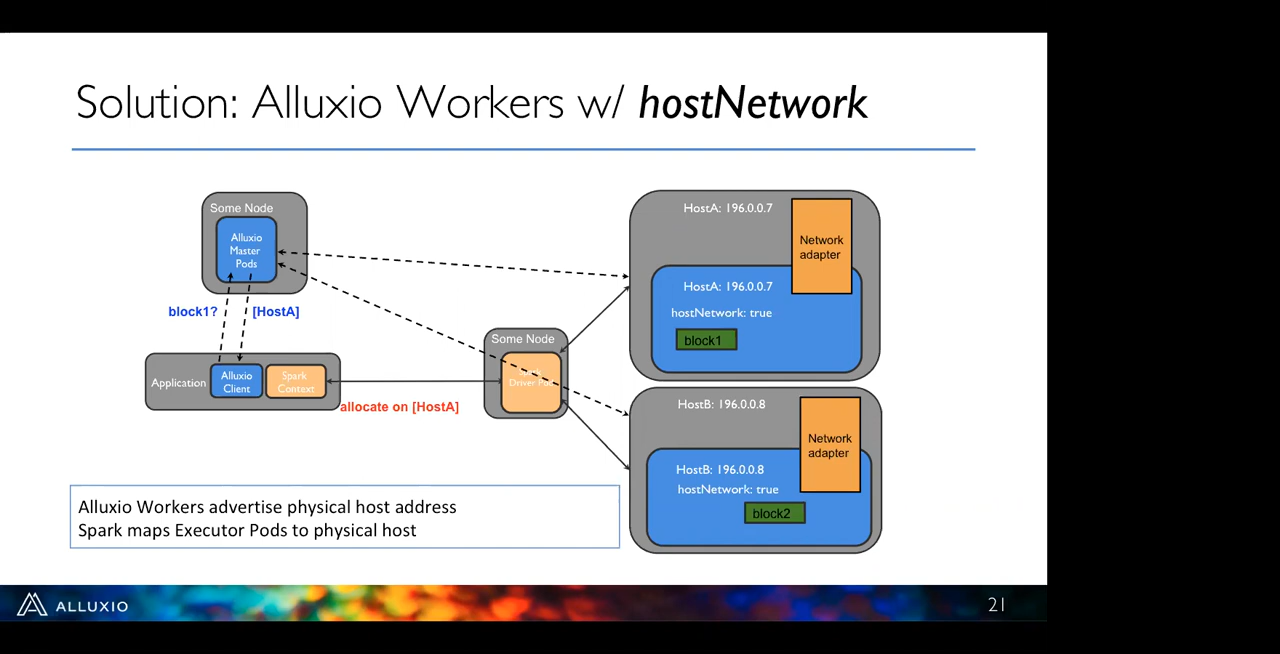 Solution: Alluxio Workers w/ hostNetwork
Some Node
Alluxio
Master
Pods
block1?
[HostA]
Application
Alluxio
Client
Spark
Context
allocate on [HostA]
Some Node
Driver Pod
HostA: 196.0.0.7
Network
adapter
HostA: 196.0.0.7
hostNetwork: true
block1
HostB: 196.0.0.8
Network
adapter
HostB: 196.0.0.8
hostNetwork: true
block2
Alluxio Workers advertise physical host address
Spark maps Executor Pods to physical host
ALLUXIO
21